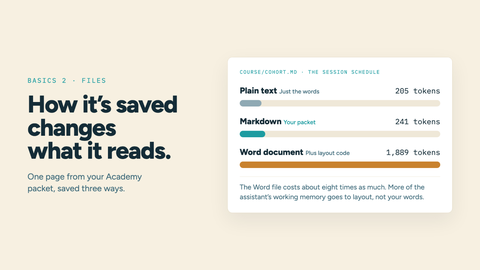 BASICS 2 · FILES
How it’s saved
changes
what it reads.
One page from your Academy
packet, saved three ways.
COURSE/COHORT.MD · THE SESSION SCHEDULE
Plain text Just the words 205 tokens
Markdown Your packet 241 tokens
Word document Plus layout code 1,889 tokens
The Word file costs about eight times as much. More of the
assistant’s working memory goes to layout, not your words.